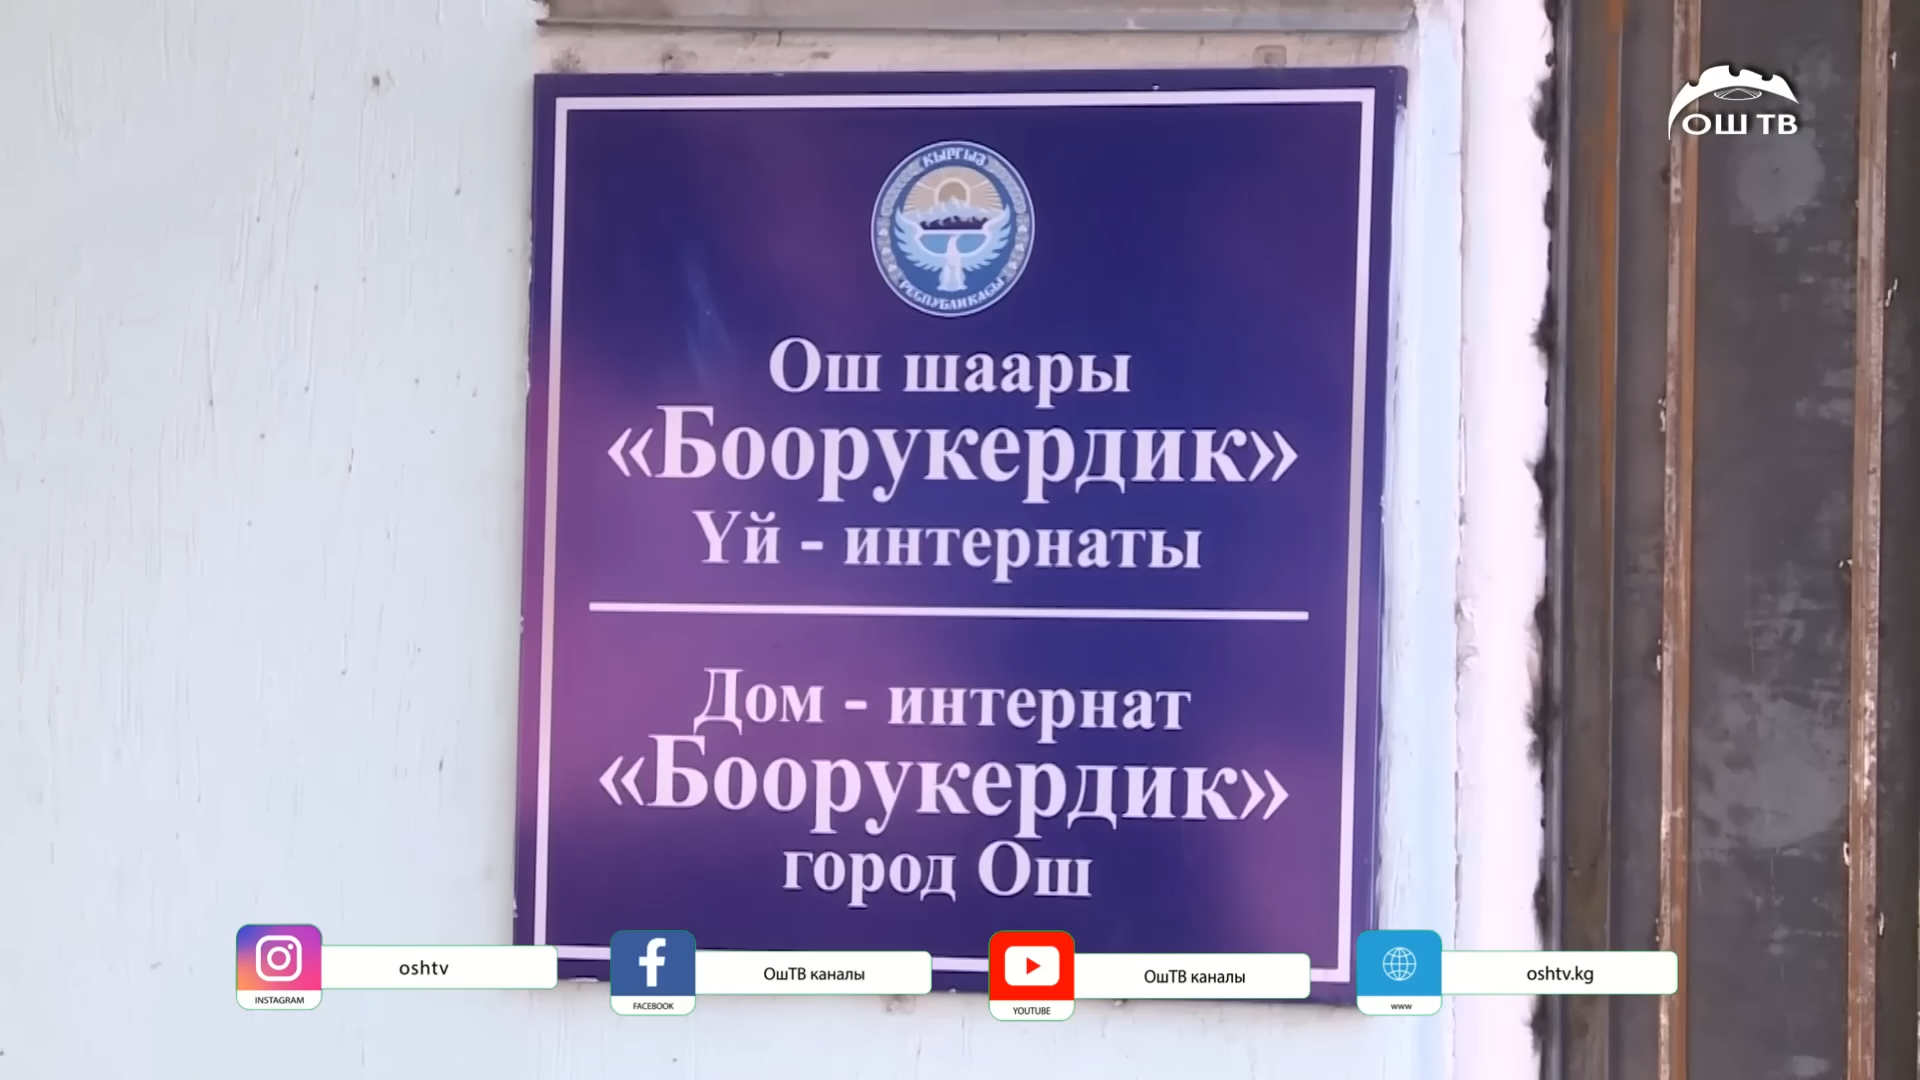 ОШ ТВ
КЫРГЫЗ
РЕСПУБЛИКАСЫ
Ош шаары
«Боорукердик»
Үй - интернаты
Дом - интернат
«Боорукердик»
город Ош
oshtv
INSTAGRAM
ОшТВ каналы
FACEBOOK
ОшТВ каналы
YOUTUBE
oshtv.kg
www